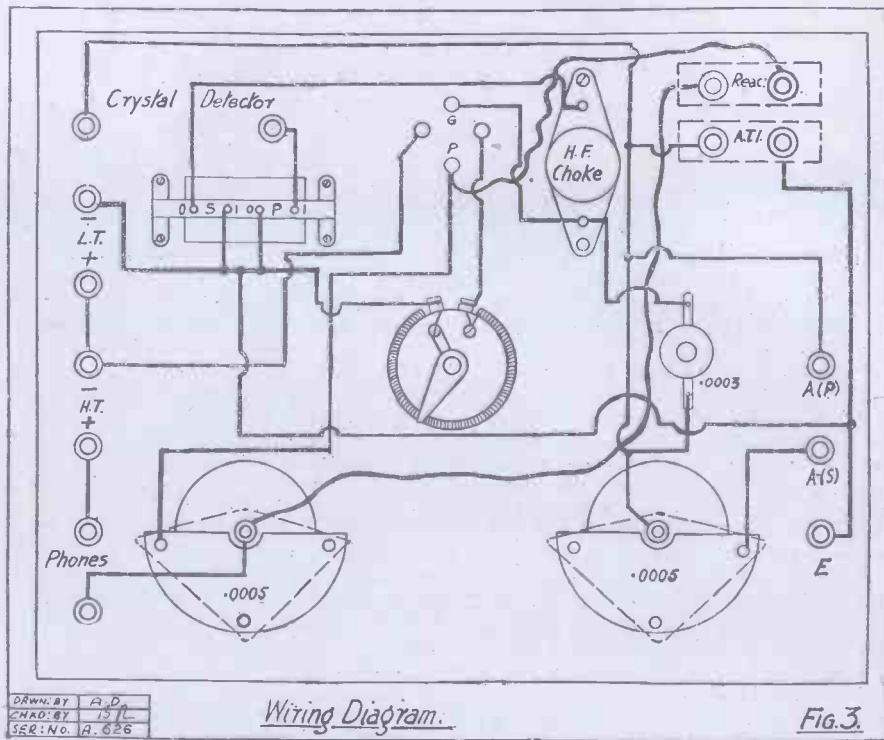 Crystal Detector
Reac:
A.T.I.
G
P
H.F.
Choke
O S I O P I
−
L.T.
+
−
H.T.
+
.0003
A(P)
A(S)
Phones
.0005
.0005
E
DRWN: BY A.D.
CHKD: BY
SER: NO. A. 626
Wiring Diagram.
FIG. 3.